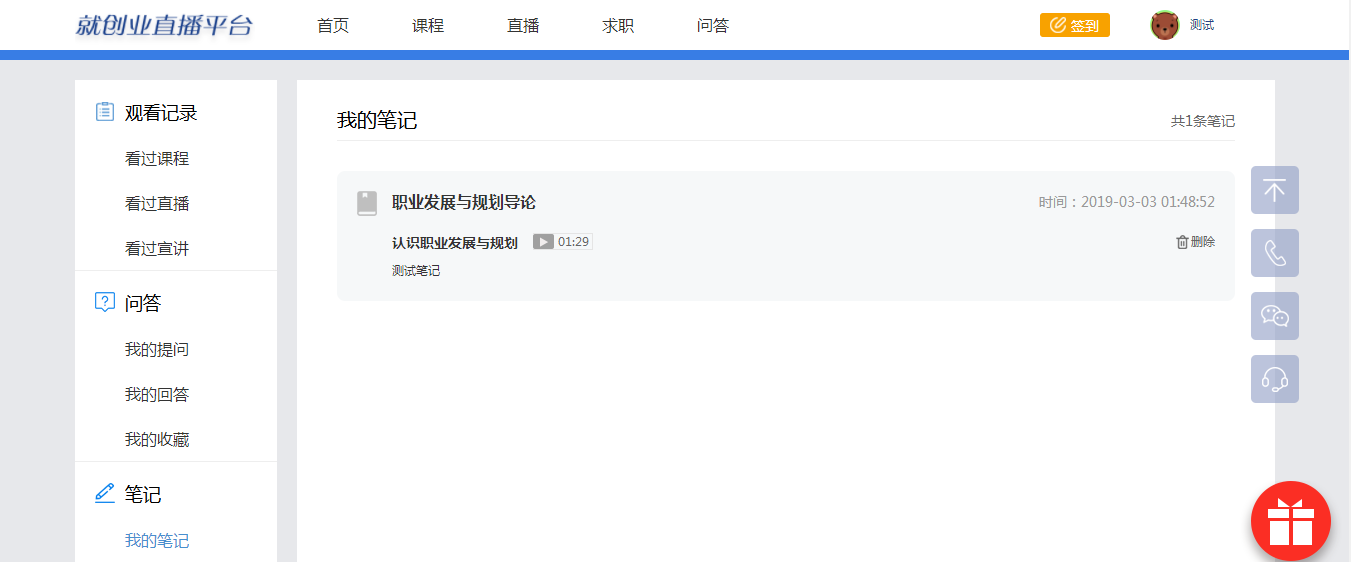 就创业直播平台 首页 课程 直播 求职 问答 签到 测试
观看记录
看过课程
看过直播
看过宣讲
问答
我的提问
我的回答
我的收藏
笔记
我的笔记
我的笔记 共1条笔记
职业发展与规划导论 时间：2019-03-03 01:48:52
认识职业发展与规划 01:29 删除
测试笔记